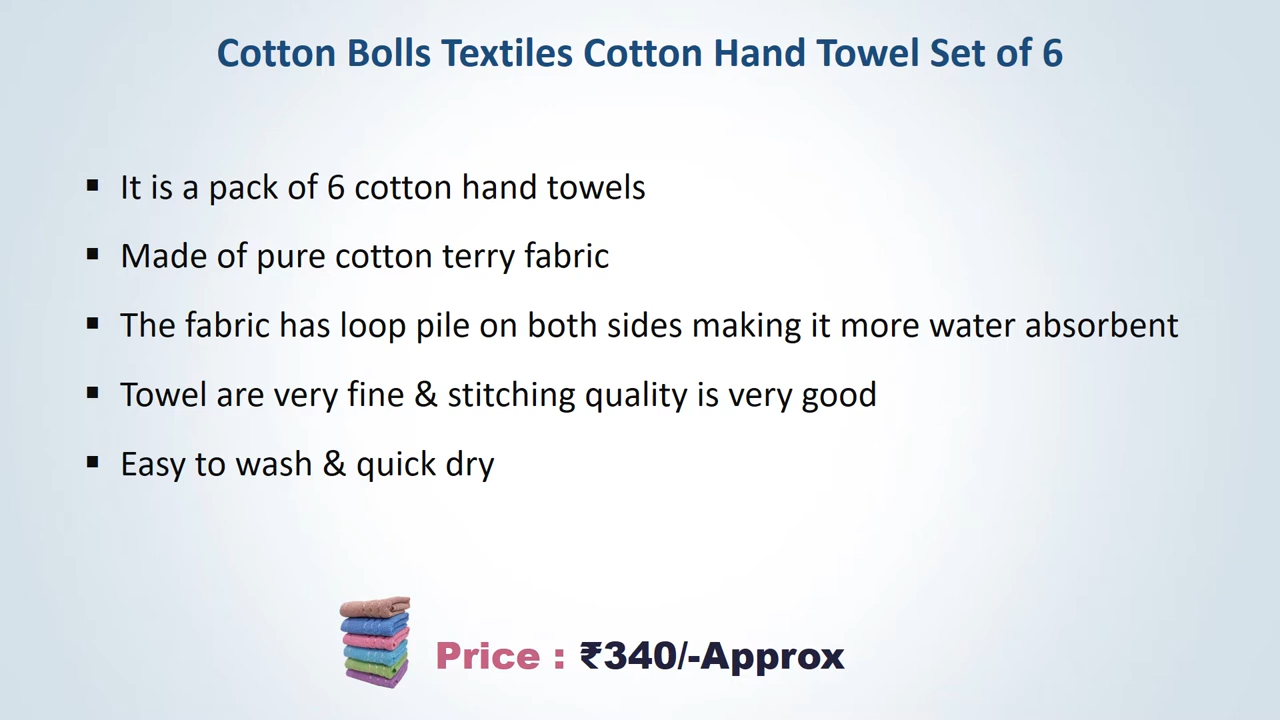 Cotton Bolls Textiles Cotton Hand Towel Set of 6
▪ It is a pack of 6 cotton hand towels
▪ Made of pure cotton terry fabric
▪ The fabric has loop pile on both sides making it more water absorbent
▪ Towel are very fine & stitching quality is very good
▪ Easy to wash & quick dry
Price : ₹340/-Approx